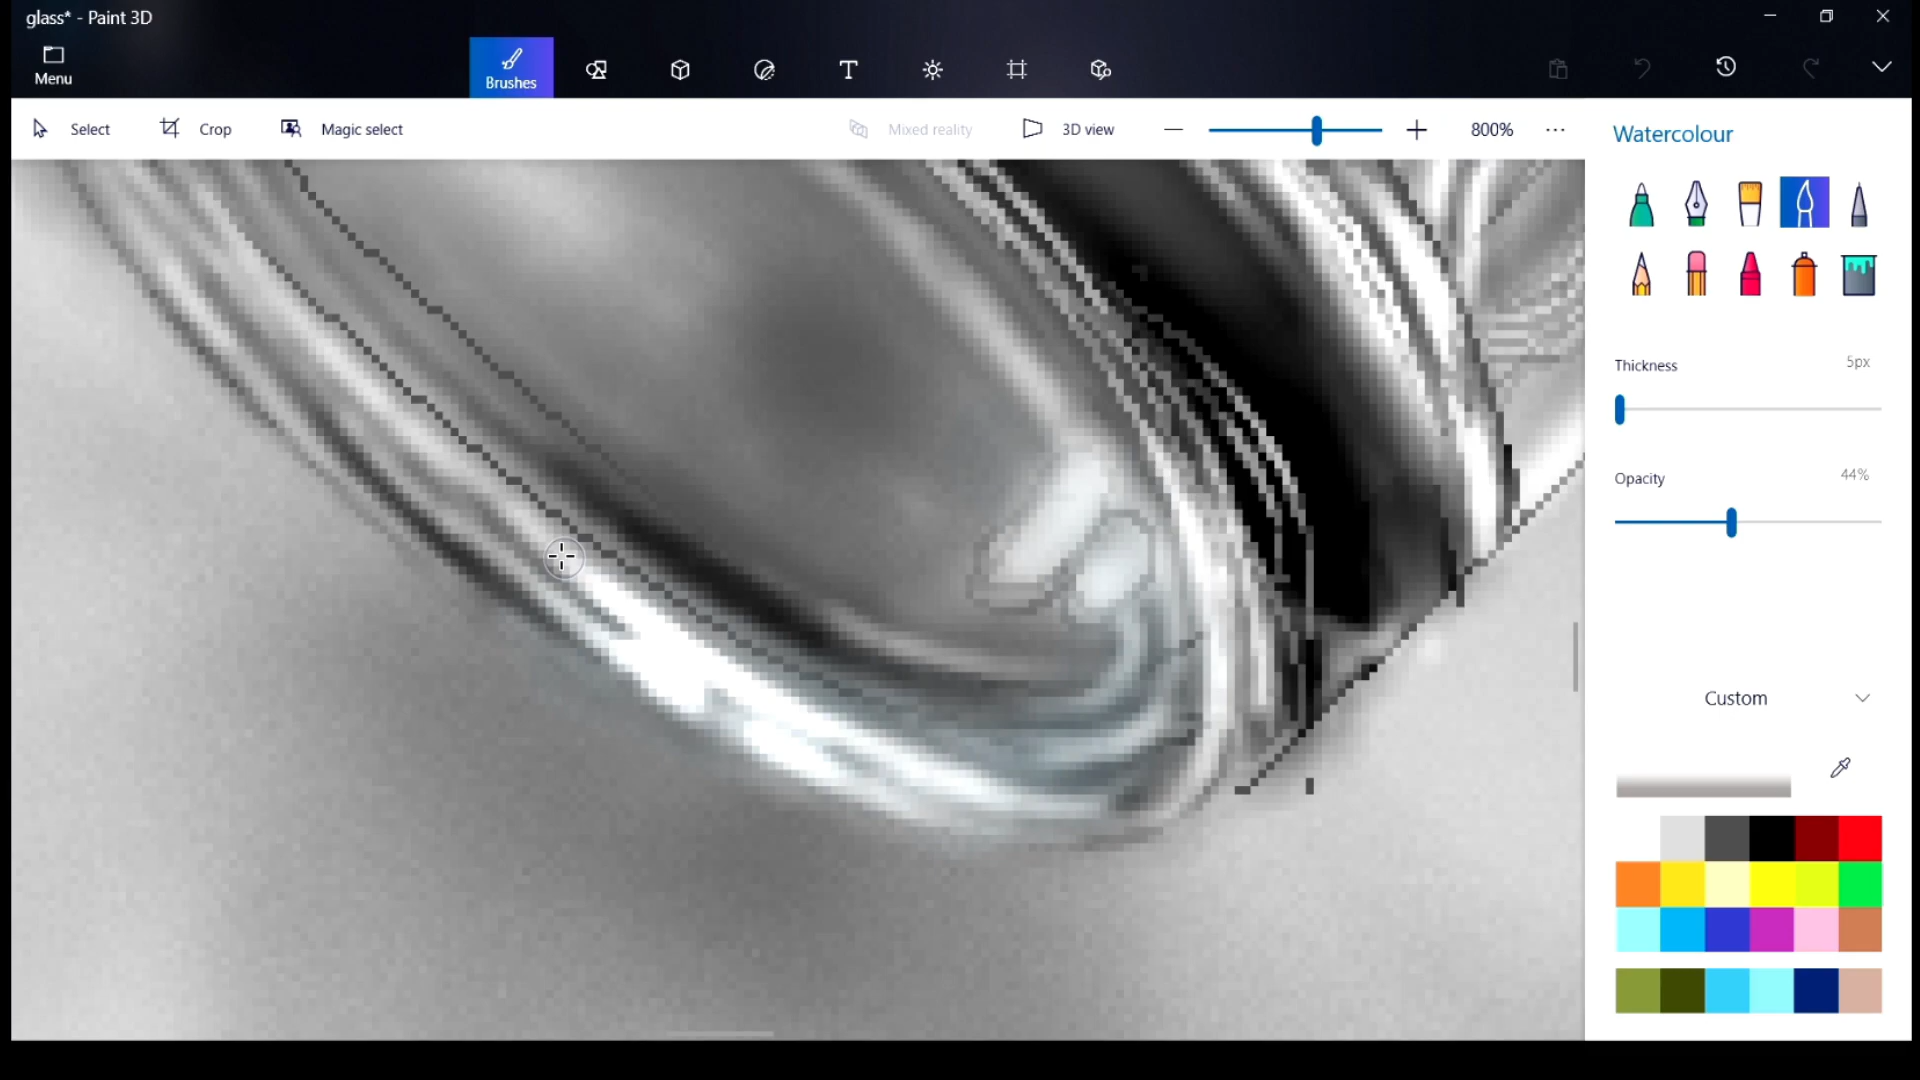 glass* - Paint 3D
Menu
Brushes
Select
Crop
Magic select
Mixed reality
3D view
800%
Watercolour
Thickness
5px
Opacity
44%
Custom